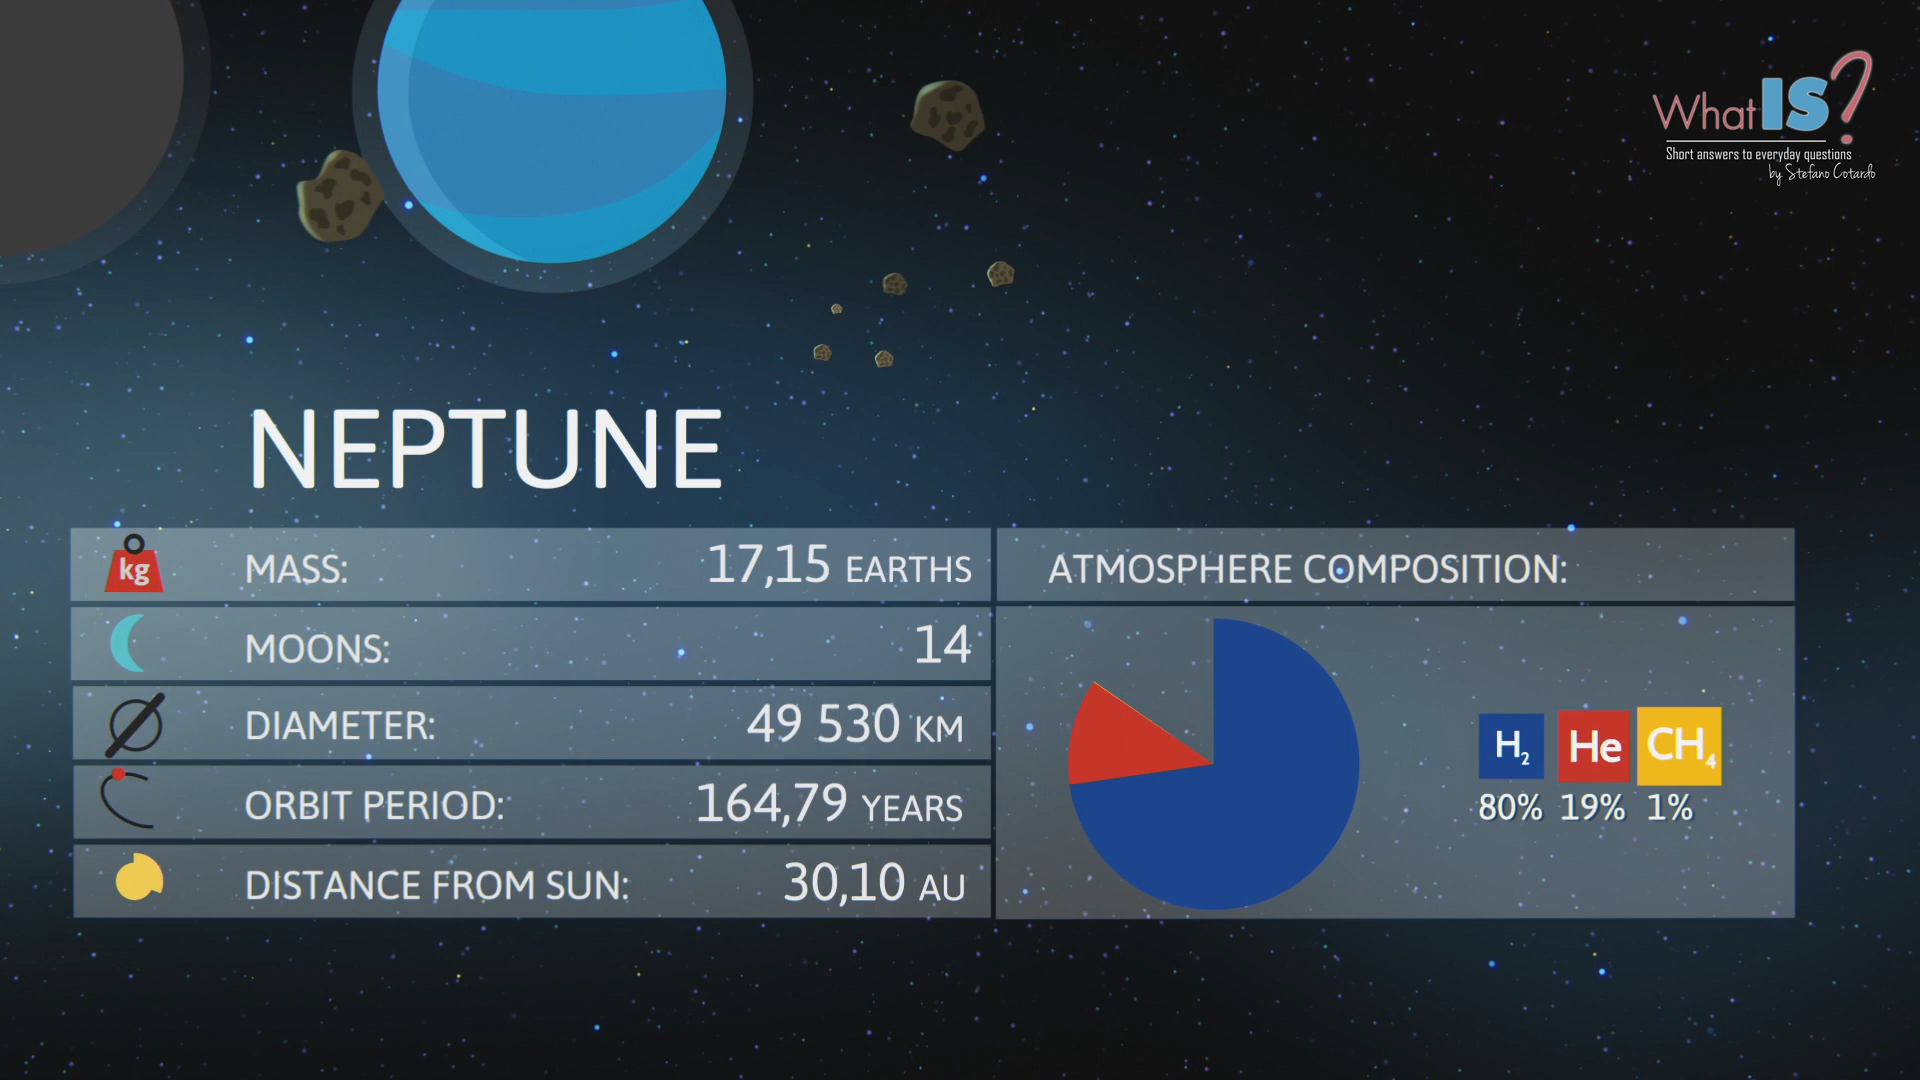 What IS?
Short answers to everyday questions
by Stefano Cotardo
NEPTUNE
kg MASS: 17,15 EARTHS
MOONS: 14
DIAMETER: 49 530 KM
ORBIT PERIOD: 164,79 YEARS
DISTANCE FROM SUN: 30,10 AU
ATMOSPHERE COMPOSITION:
H₂ He CH₄
80% 19% 1%